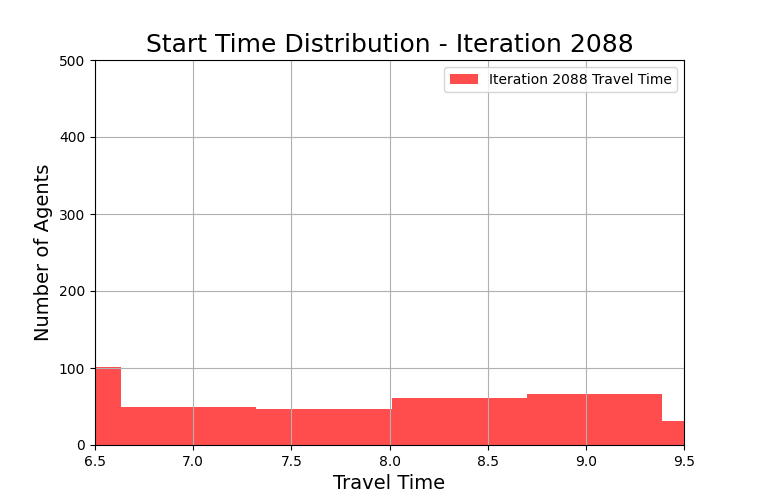 Start Time Distribution - Iteration 2088
500
400
300
200
100
0
Number of Agents
Iteration 2088 Travel Time
6.5 7.0 7.5 8.0 8.5 9.0 9.5
Travel Time